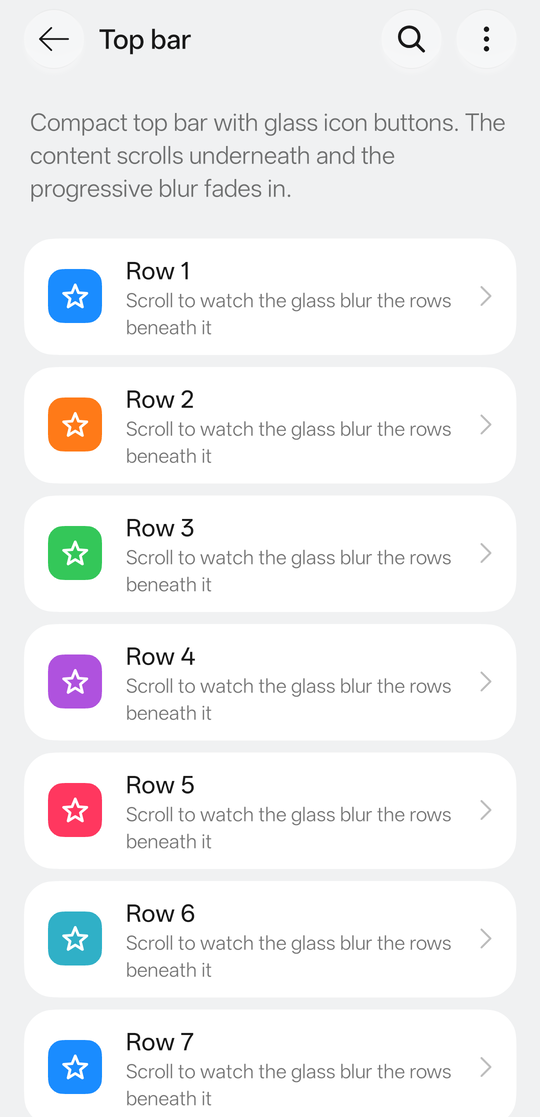 Top bar
Compact top bar with glass icon buttons. The
content scrolls underneath and the
progressive blur fades in.
Row 1
Scroll to watch the glass blur the rows
beneath it
Row 2
Scroll to watch the glass blur the rows
beneath it
Row 3
Scroll to watch the glass blur the rows
beneath it
Row 4
Scroll to watch the glass blur the rows
beneath it
Row 5
Scroll to watch the glass blur the rows
beneath it
Row 6
Scroll to watch the glass blur the rows
beneath it
Row 7
Scroll to watch the glass blur the rows
beneath it